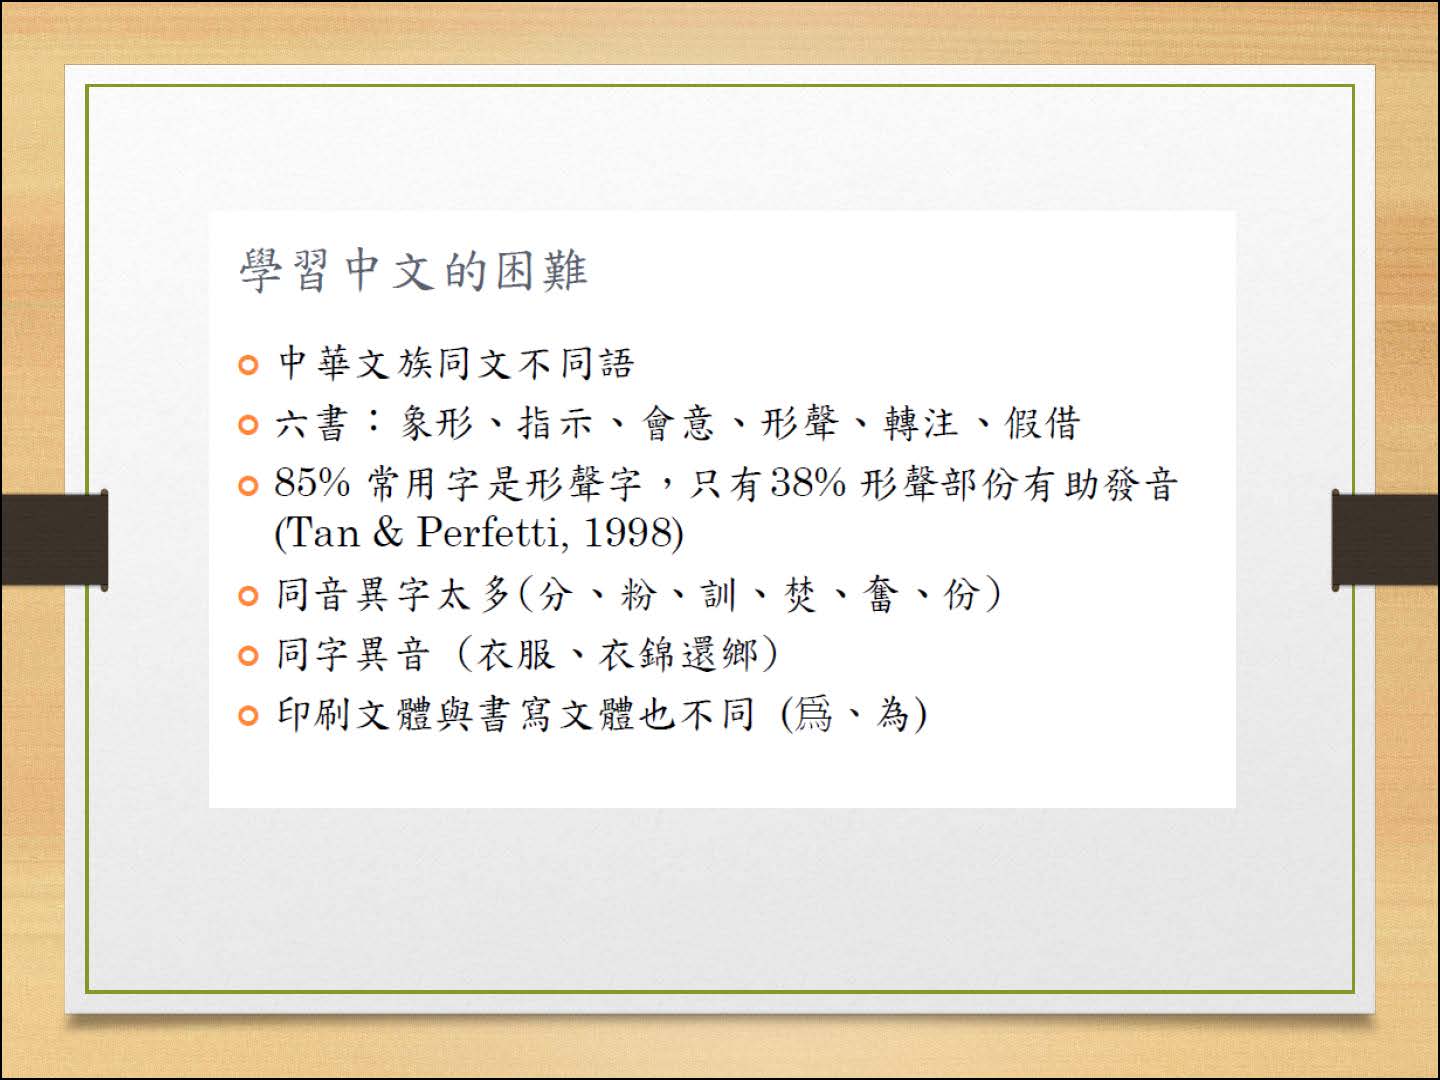 學習中文的困難
中華文族同文不同語
六書：象形、指示、會意、形聲、轉注、假借
85% 常用字是形聲字，只有38% 形聲部份有助發音
(Tan & Perfetti, 1998)
同音異字太多(分、粉、訓、焚、奮、份)
同字異音 (衣服、衣錦還鄉)
印刷文體與書寫文體也不同 (爲、為)